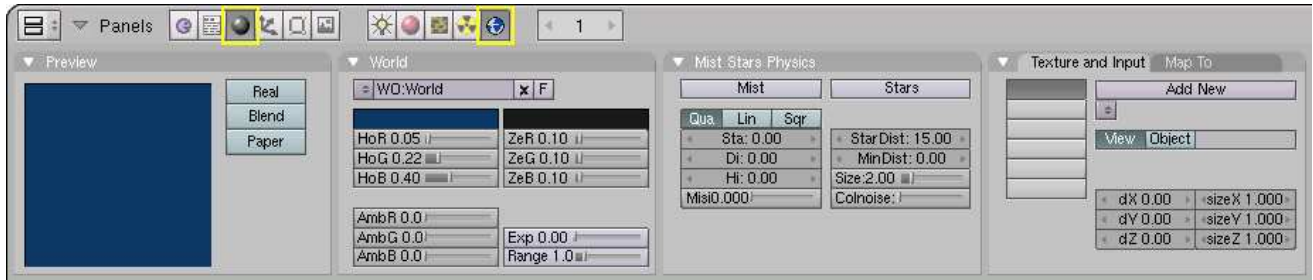 Panels 1
Preview
Real
Blend
Paper
World
WO:World
F
HoR 0.05
HoG 0.22
HoB 0.40
ZeR 0.10
ZeG 0.10
ZeB 0.10
AmbR 0.0
AmbG 0.0
AmbB 0.0
Exp 0.00
Range 1.0
Mist Stars Physics
Mist
Stars
Qua Lin Sqr
Sta: 0.00
Di: 0.00
Hi: 0.00
Misi0.000
StarDist: 15.00
MinDist: 0.00
Size:2.00
Colnoise:
Texture and Input Map To
Add New
View Object
dX 0.00
dY 0.00
dZ 0.00
sizeX 1.000
sizeY 1.000
sizeZ 1.000